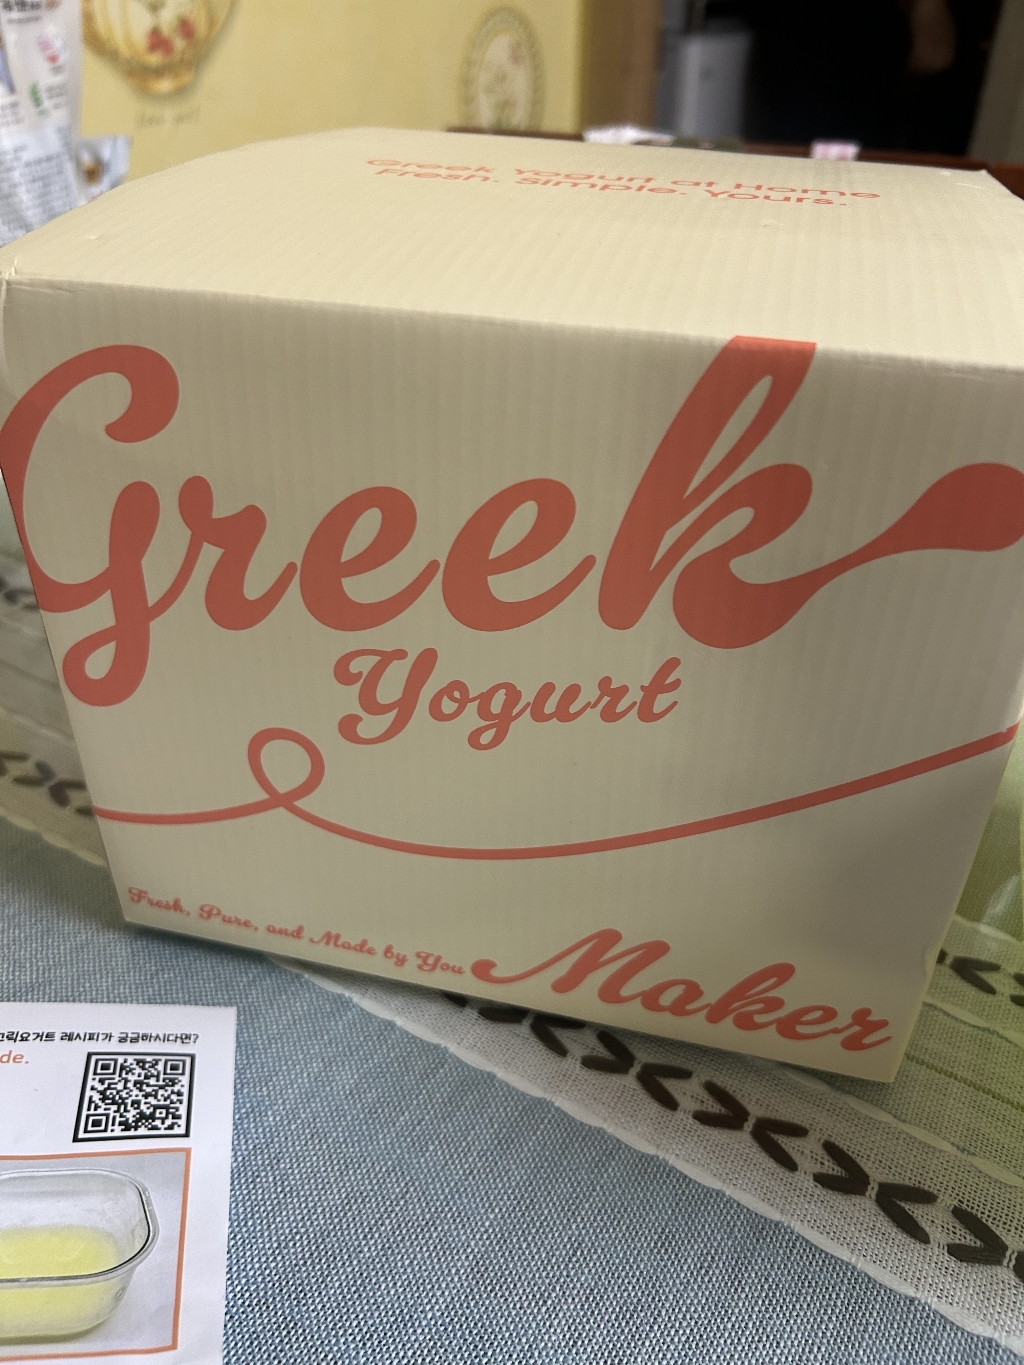 Greek Yogurt at Home
Fresh. Simple. Yours.
Greek
Yogurt
Fresh, Pure, and Made by You
Maker
그릭요거트 레시피가 궁금하시다면?
de.